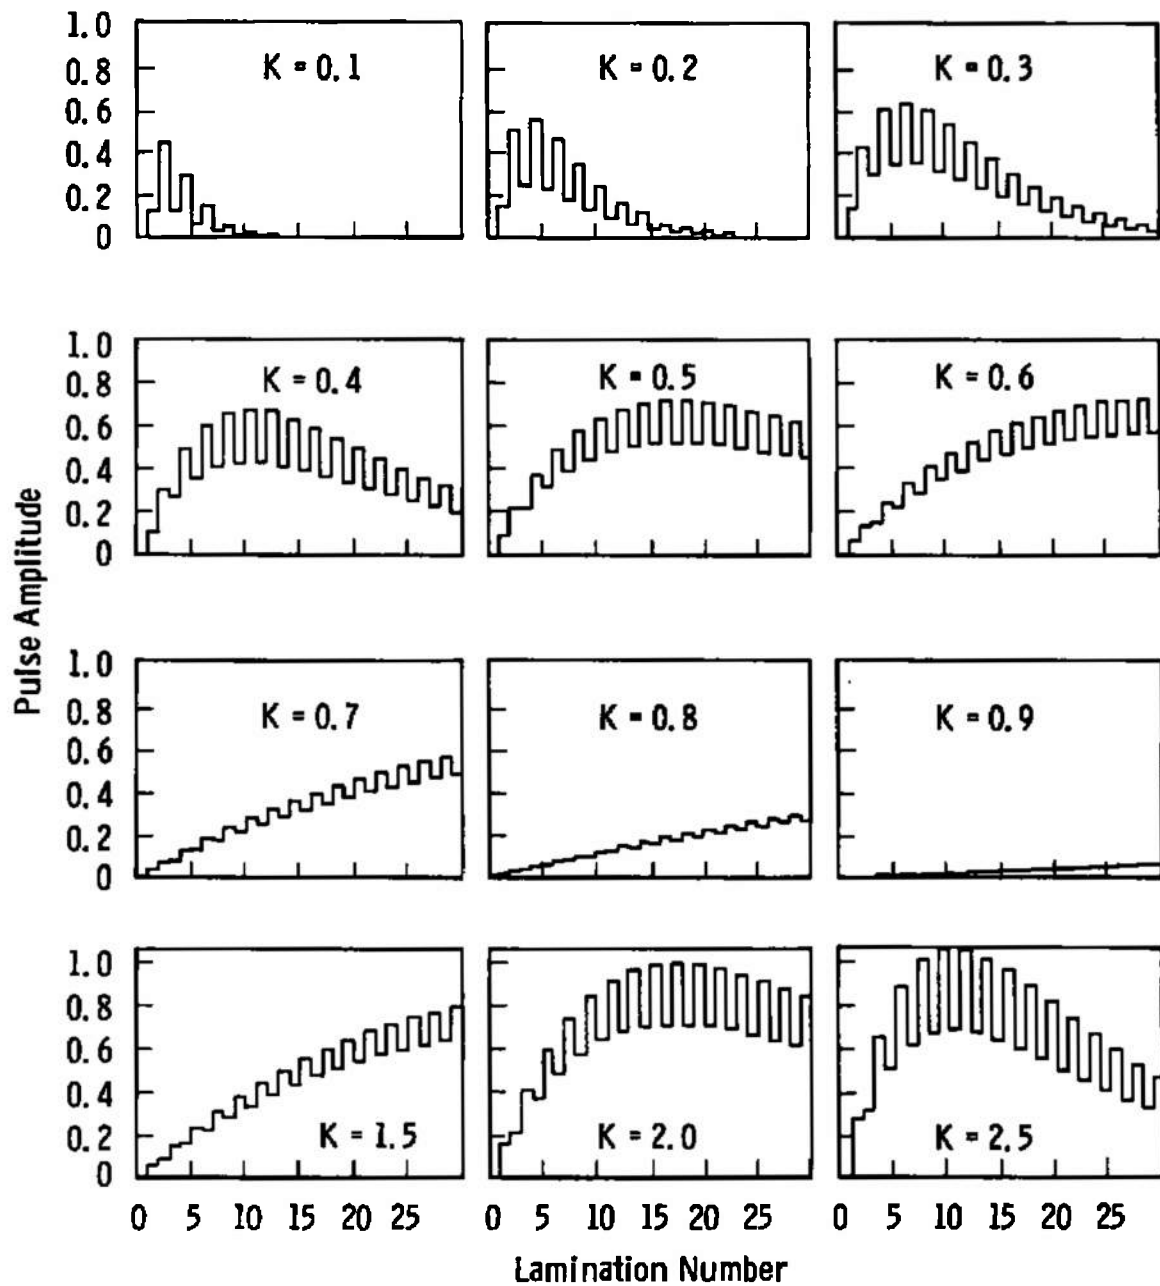 1.0
K = 0.1
K = 0.2
K = 0.3
0.8
0.6
0.4
0.2
0
1.0
K = 0.4
K = 0.5
K = 0.6
0.8
0.6
0.4
0.2
0
Pulse Amplitude
1.0
K = 0.7
K = 0.8
K = 0.9
0.8
0.6
0.4
0.2
0
1.0
0.8
0.6
0.4
0.2
0
K = 1.5
K = 2.0
K = 2.5
0 5 10 15 20 25
0 5 10 15 20 25
0 5 10 15 20 25
Lamination Number